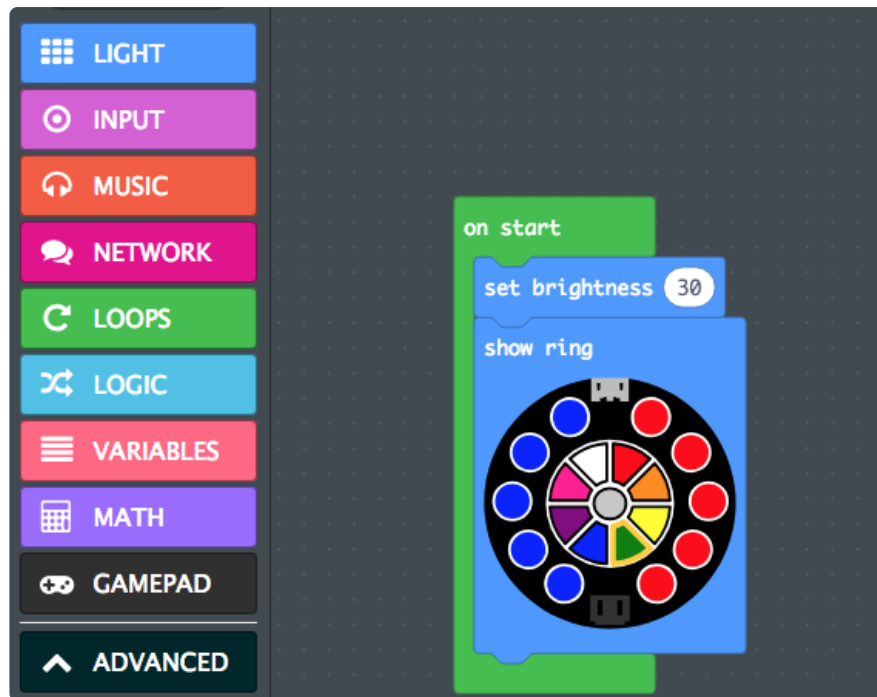 LIGHT
INPUT
MUSIC
NETWORK
LOOPS
LOGIC
VARIABLES
MATH
GAMEPAD
ADVANCED
on start
set brightness 30
show ring